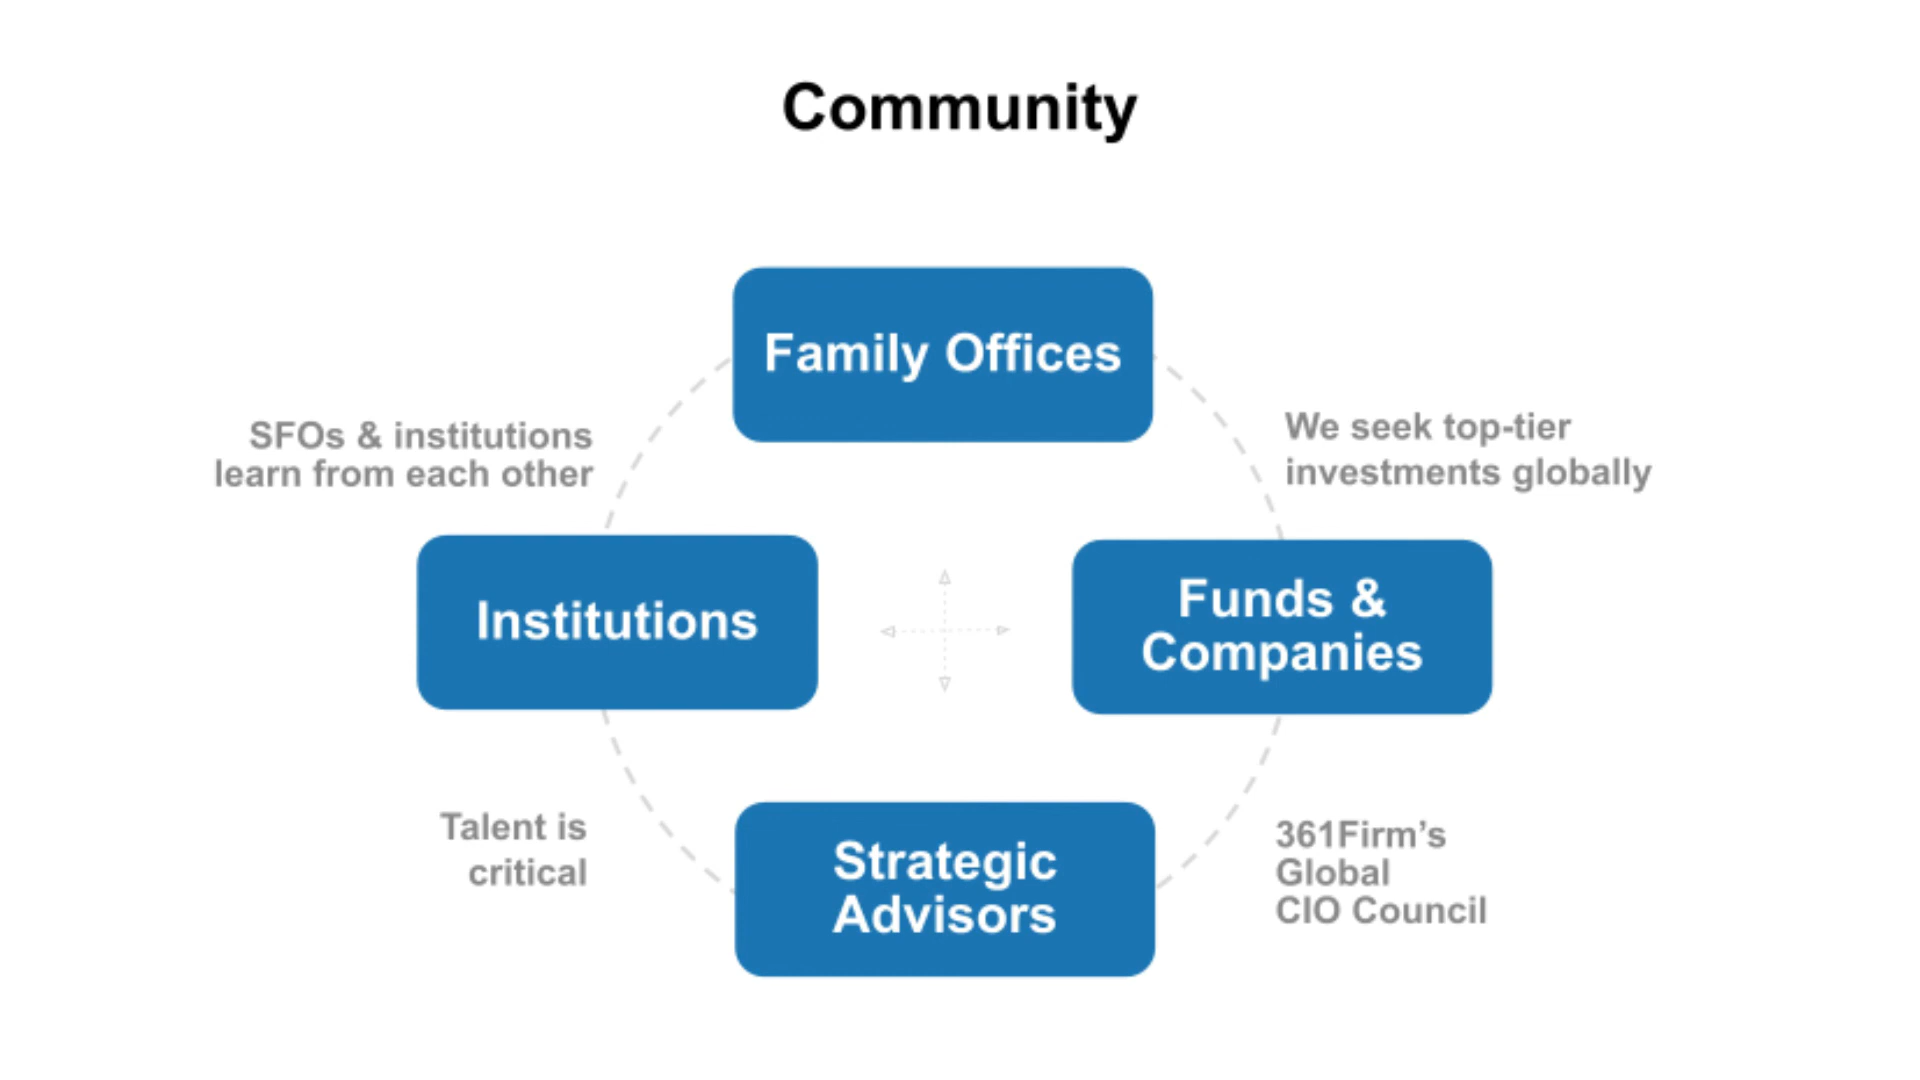 Community
Family Offices
SFOs & institutions
learn from each other
We seek top-tier
investments globally
Institutions
Funds &
Companies
Talent is
critical
Strategic
Advisors
361Firm’s
Global
CIO Council